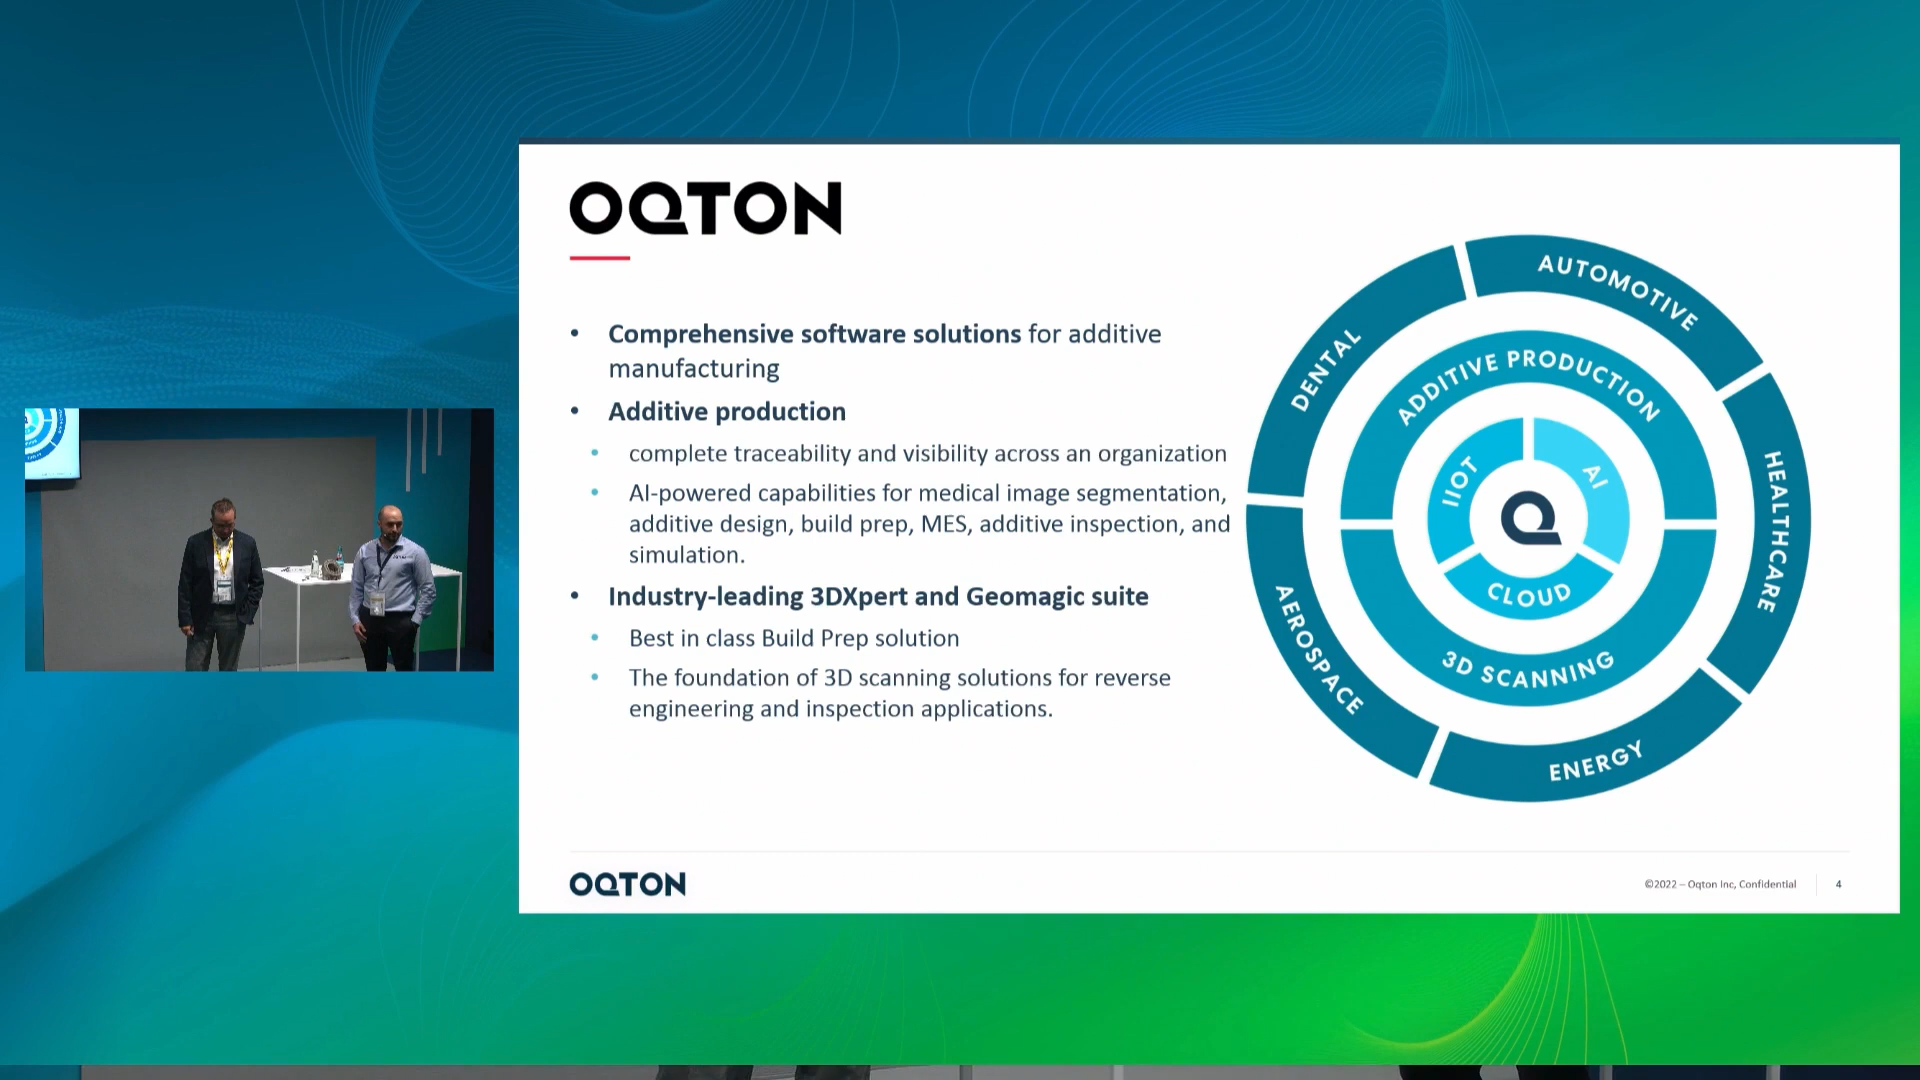 OQTON
• Comprehensive software solutions for additive
manufacturing
• Additive production
• complete traceability and visibility across an organization
• AI-powered capabilities for medical image segmentation,
additive design, build prep, MES, additive inspection, and
simulation.
• Industry-leading 3DXpert and Geomagic suite
• Best in class Build Prep solution
• The foundation of 3D scanning solutions for reverse
engineering and inspection applications.
DENTAL
AUTOMOTIVE
HEALTHCARE
ENERGY
AEROSPACE
ADDITIVE PRODUCTION
3D SCANNING
IIOT
AI
CLOUD
OQTON
©2022 – Oqton Inc, Confidential
4